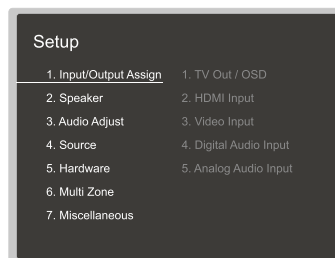 Setup
1. Input/Output Assign
2. Speaker
3. Audio Adjust
4. Source
5. Hardware
6. Multi Zone
7. Miscellaneous
1. TV Out / OSD
2. HDMI Input
3. Video Input
4. Digital Audio Input
5. Analog Audio Input